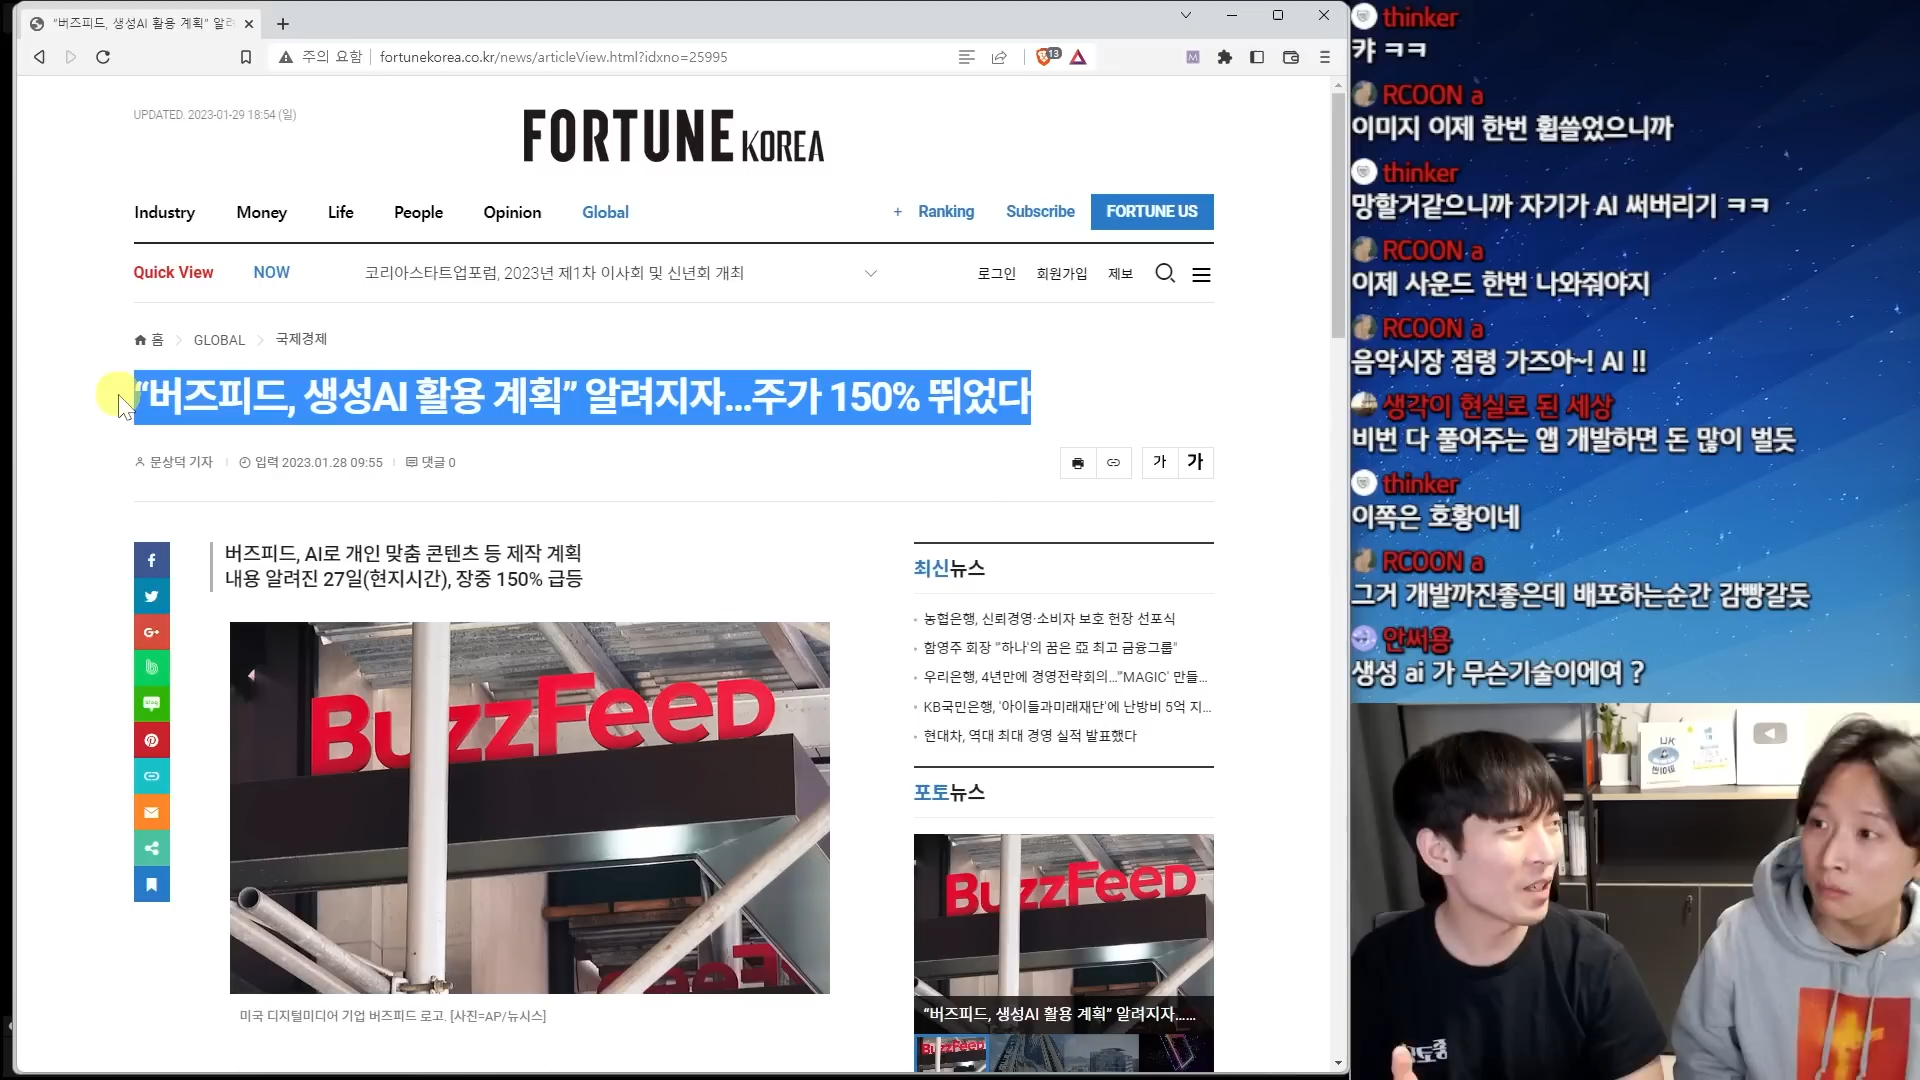 "버즈피드, 생성AI 활용 계획" 알려
주의 요함
fortunekorea.co.kr/news/articleView.html?idxno=25995
13
M
UPDATED. 2023-01-29 18:54 (일)
FORTUNE KOREA
Industry Money Life People Opinion Global
+ Ranking Subscribe FORTUNE US
Quick View NOW 코리아스타트업포럼, 2023년 제1차 이사회 및 신년회 개최
로그인 회원가입 제보
홈 GLOBAL 국제경제
"버즈피드, 생성AI 활용 계획" 알려지자...주가 150% 뛰었다
문상덕 기자 입력 2023.01.28 09:55 댓글 0
가 가
버즈피드, AI로 개인 맞춤 콘텐츠 등 제작 계획
내용 알려진 27일(현지시간), 장중 150% 급등
BuzzFeed
미국 디지털미디어 기업 버즈피드 로고. [사진=AP/뉴시스]
최신뉴스
농협은행, 신뢰경영·소비자 보호 헌장 선포식
함영주 회장 "'하나'의 꿈은 亞 최고 금융그룹"
우리은행, 4년만에 경영전략회의..."MAGIC' 만들...
KB국민은행, '아이들과미래재단'에 난방비 5억 지...
현대차, 역대 최대 경영 실적 발표했다
포토뉴스
BuzzFeed
"버즈피드, 생성AI 활용 계획" 알려지자......
BuzzFeed
thinker
캬 ㅋㅋ
RCOON a
이미지 이제 한번 휩쓸었으니까
thinker
망할거같으니까 자기가 AI 써버리기 ㅋㅋ
RCOON a
이제 사운드 한번 나와줘야지
RCOON a
음악시장 점령 가즈아~! AI !!
생각이 현실로 된 세상
비번 다 풀어주는 앱 개발하면 돈 많이 벌듯
thinker
이쪽은 호황이네
RCOON a
그거 개발까진좋은데 배포하는순간 감빵갈듯
안써용
생성 ai 가 무슨기술이에여 ?